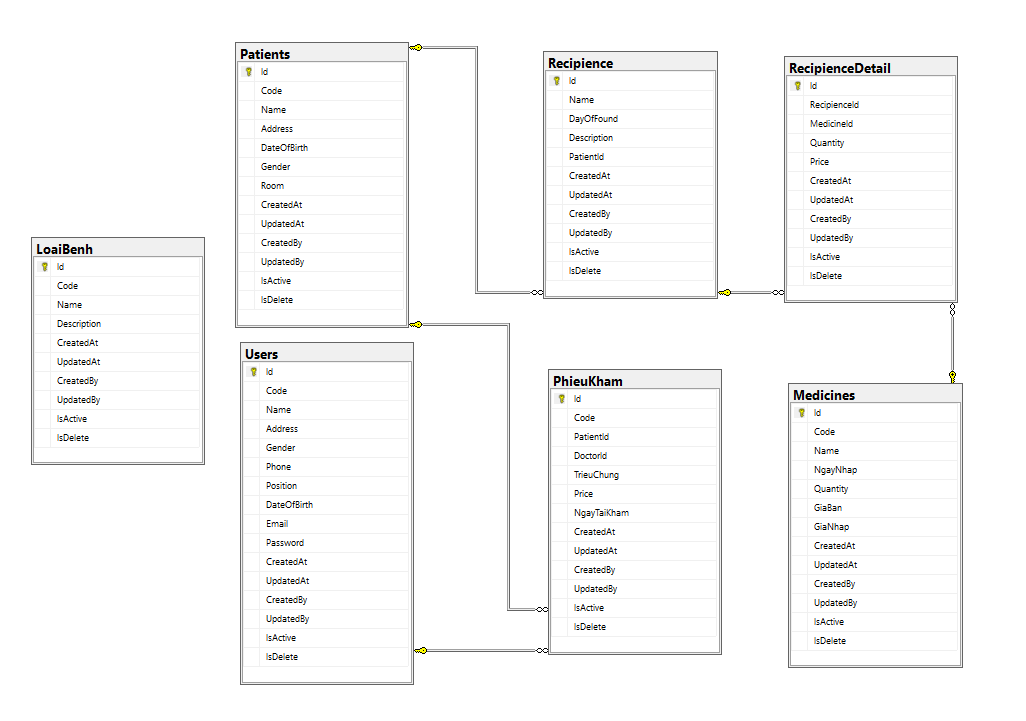 Patients
Id
Code
Name
Address
DateOfBirth
Gender
Room
CreatedAt
UpdatedAt
CreatedBy
UpdatedBy
IsActive
IsDelete
Recipience
Id
Name
DayOfFound
Description
PatientId
CreatedAt
UpdatedAt
CreatedBy
UpdatedBy
IsActive
IsDelete
RecipienceDetail
Id
RecipienceId
MedicineId
Quantity
Price
CreatedAt
UpdatedAt
CreatedBy
UpdatedBy
IsActive
IsDelete
LoaiBenh
Id
Code
Name
Description
CreatedAt
UpdatedAt
CreatedBy
UpdatedBy
IsActive
IsDelete
Users
Id
Code
Name
Address
Gender
Phone
Position
DateOfBirth
Email
Password
CreatedAt
UpdatedAt
CreatedBy
UpdatedBy
IsActive
IsDelete
PhieuKham
Id
Code
PatientId
DoctorId
TrieuChung
Price
NgayTaiKham
CreatedAt
UpdatedAt
CreatedBy
UpdatedBy
IsActive
IsDelete
Medicines
Id
Code
Name
NgayNhap
Quantity
GiaBan
GiaNhap
CreatedAt
UpdatedAt
CreatedBy
UpdatedBy
IsActive
IsDelete